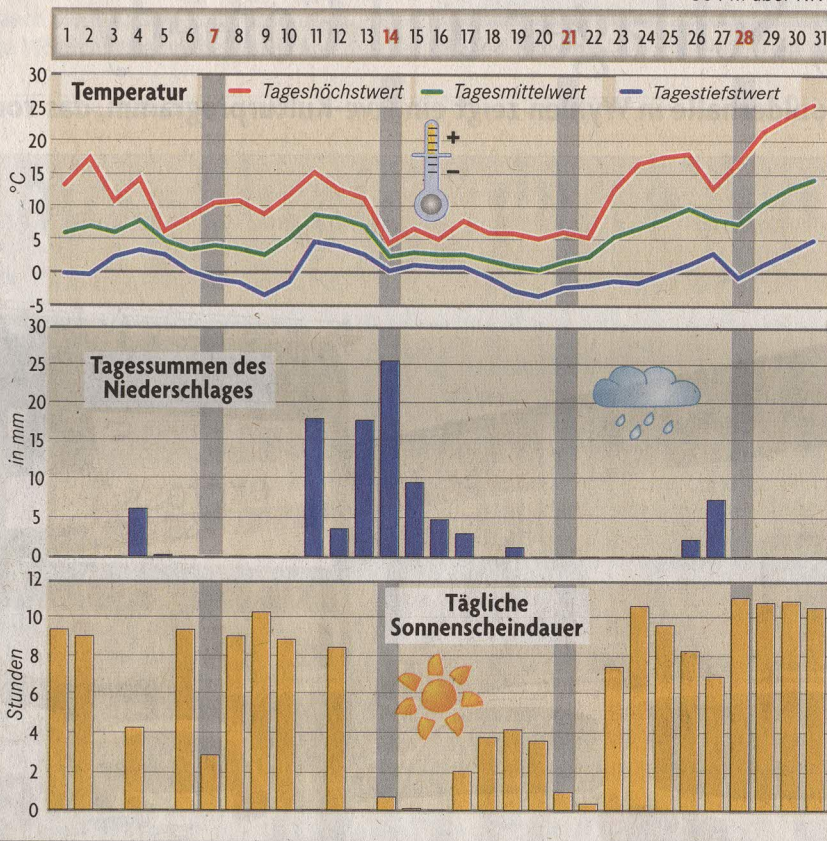 1 2 3 4 5 6 7 8 9 10 11 12 13 14 15 16 17 18 19 20 21 22 23 24 25 26 27 28 29 30 31
30
Temperatur
Tageshöchstwert
Tagesmittelwert
Tagestiefstwert
25
20
+
15
−
°C
10
5
0
-5
30
25
Tagessummen des
Niederschlages
20
in mm
15
10
5
0
12
Tägliche
Sonnenscheindauer
10
8
Stunden
6
4
2
0